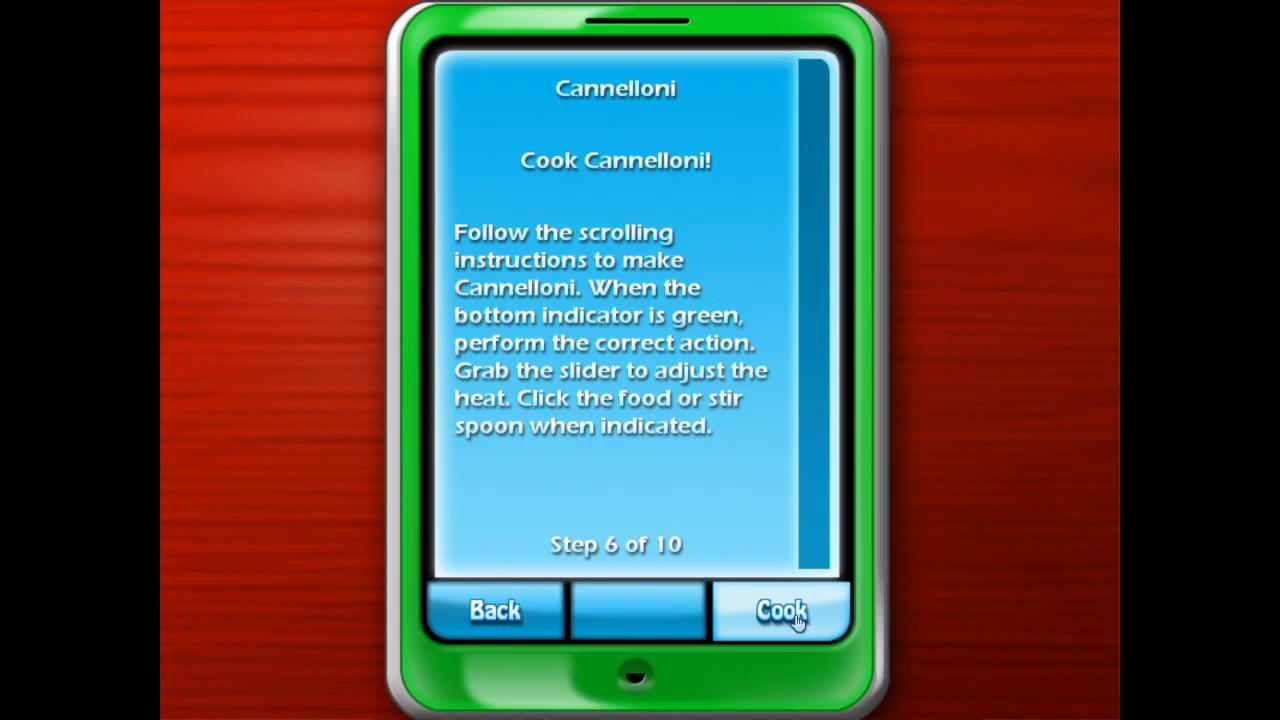 Cannelloni
Cook Cannelloni!
Follow the scrolling
instructions to make
Cannelloni. When the
bottom indicator is green,
perform the correct action.
Grab the slider to adjust the
heat. Click the food or stir
spoon when indicated.
Step 6 of 10
Back
Cook